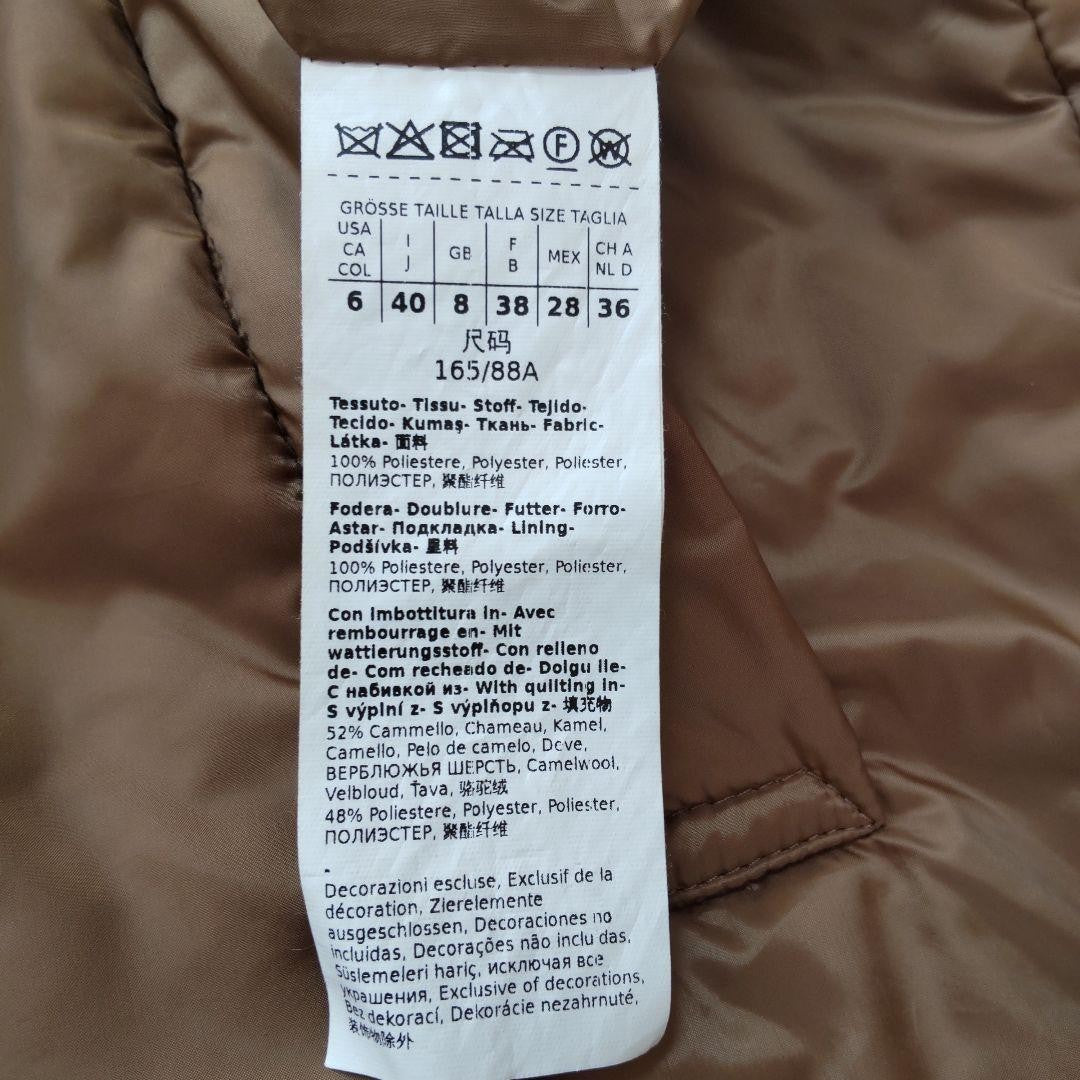 GRÖSSE TAILLE TALLA SIZE TAGLIA
USA CA COL | I J | GB | F B | MEX | CH A NL D
6 | 40 | 8 | 38 | 28 | 36
尺码
165/88A
Tessuto- Tissu- Stoff- Tejido-
Tecido- Kumaş- Ткань- Fabric-
Látka- 面料
100% Poliestere, Polyester, Poliester,
ПОЛИЭСТЕР, 聚酯纤维
Fodera- Doublure- Futter- Forro-
Astar- Подкладка- Lining-
Podšívka- 里料
100% Poliestere, Polyester, Poliester,
ПОЛИЭСТЕР, 聚酯纤维
Con imbottitura in- Avec
rembourrage en- Mit
wattierungsstoff- Con relleno
de- Com recheado de- Dolgu ile-
С набивкой из- With quilting in-
S výplní z- S výplňopu z- 填充物
52% Cammello, Chameau, Kamel,
Camello, Pelo de camelo, Deve,
ВЕРБЛЮЖЬЯ ШЕРСТЬ, Camelwool,
Velbloud, Ťava, 骆驼绒
48% Poliestere, Polyester, Poliester,
ПОЛИЭСТЕР, 聚酯纤维
-
Decorazioni escluse, Exclusif de la
décoration, Zierelemente
ausgeschlossen, Decoraciones no
incluidas, Decorações não incluidas,
Süslemeleri hariç, исключая все
украшения, Exclusive of decorations,
Bez dekorací, Dekorácie nezahrnuté,
装饰物除外